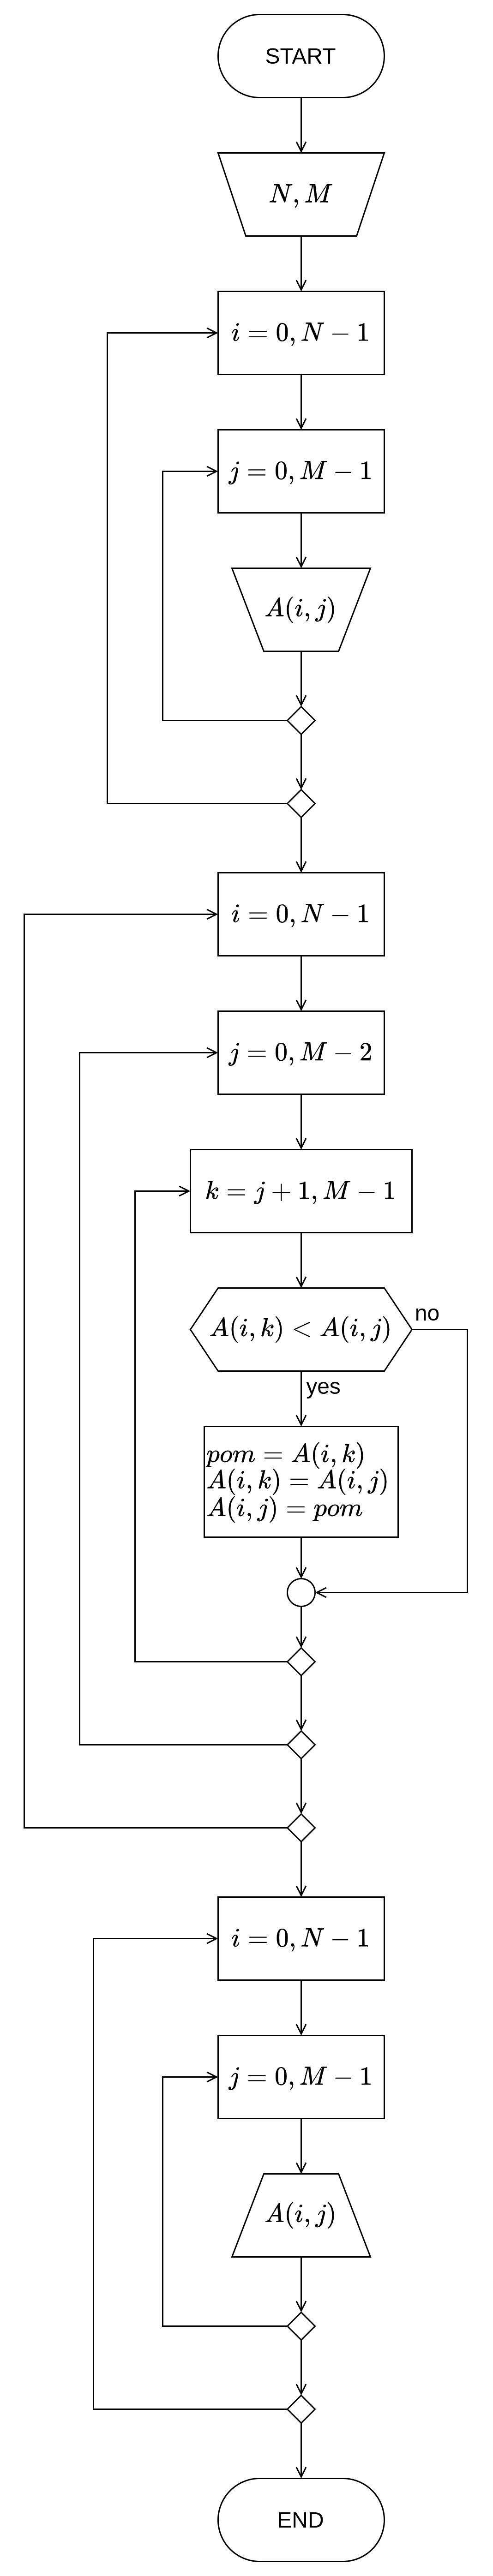 START
N, M
i = 0, N − 1
j = 0, M − 1
A(i, j)
i = 0, N − 1
j = 0, M − 2
k = j + 1, M − 1
A(i, k) < A(i, j)
no
yes
pom = A(i, k)
A(i, k) = A(i, j)
A(i, j) = pom
i = 0, N − 1
j = 0, M − 1
A(i, j)
END